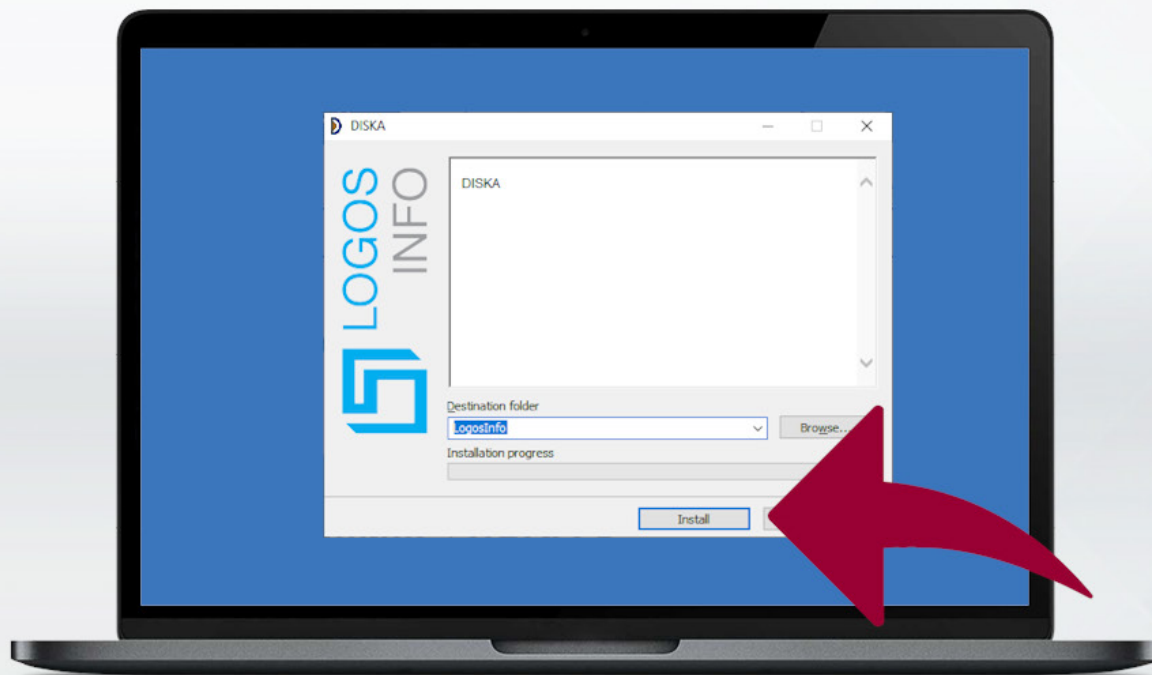 DISKA
LOGOS
INFO
DISKA
Destination folder
LogosInfo
Browse...
Installation progress
Install